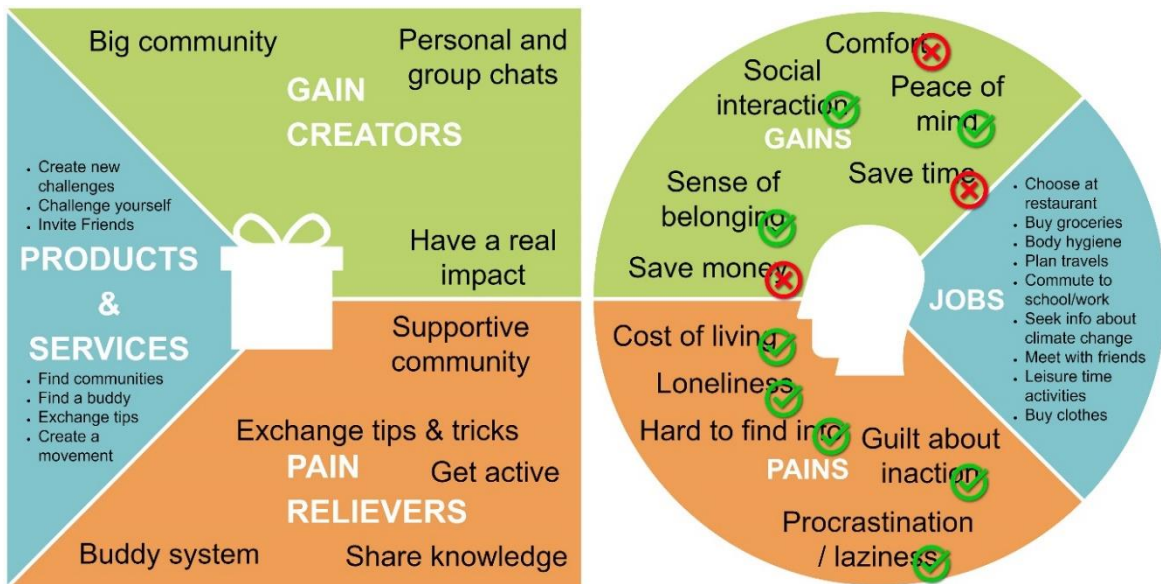 Big community
Personal and
group chats
GAIN
CREATORS
• Create new
challenges
• Challenge yourself
• Invite Friends
PRODUCTS
&
SERVICES
• Find communities
• Find a buddy
• Exchange tips
• Create a
movement
Have a real
impact
Supportive
community
Exchange tips & tricks
PAIN
RELIEVERS
Get active
Buddy system
Share knowledge
Comfort
Social
interaction
Peace of
mind
GAINS
Save time
Sense of
belonging
Save money
• Choose at
restaurant
• Buy groceries
• Body hygiene
• Plan travels
• Commute to
school/work
• Seek info about
climate change
• Meet with friends
• Leisure time
activities
• Buy clothes
JOBS
Cost of living
Loneliness
Hard to find info
PAINS
Guilt about
inaction
Procrastination
/ laziness